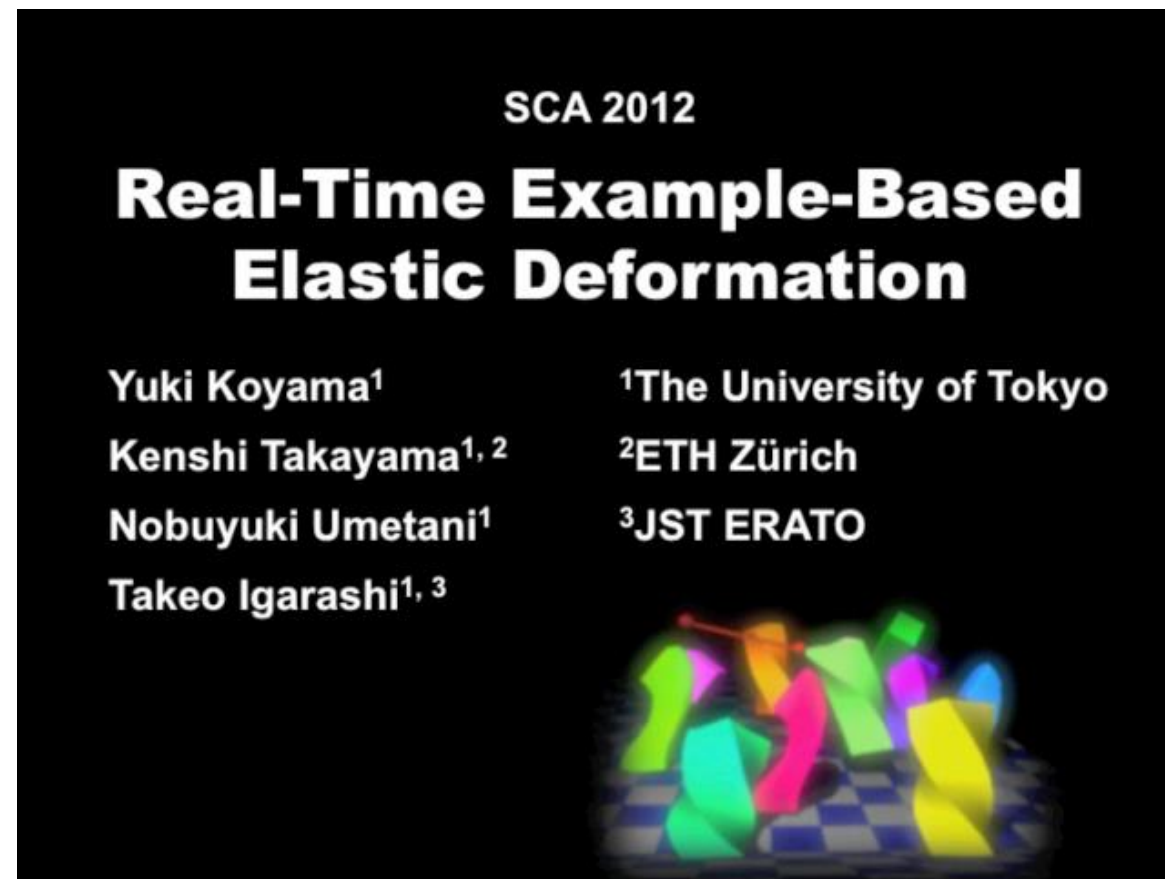 SCA 2012
Real-Time Example-Based
Elastic Deformation
Yuki Koyama¹
Kenshi Takayama¹, ²
Nobuyuki Umetani¹
Takeo Igarashi¹, ³
¹The University of Tokyo
²ETH Zürich
³JST ERATO